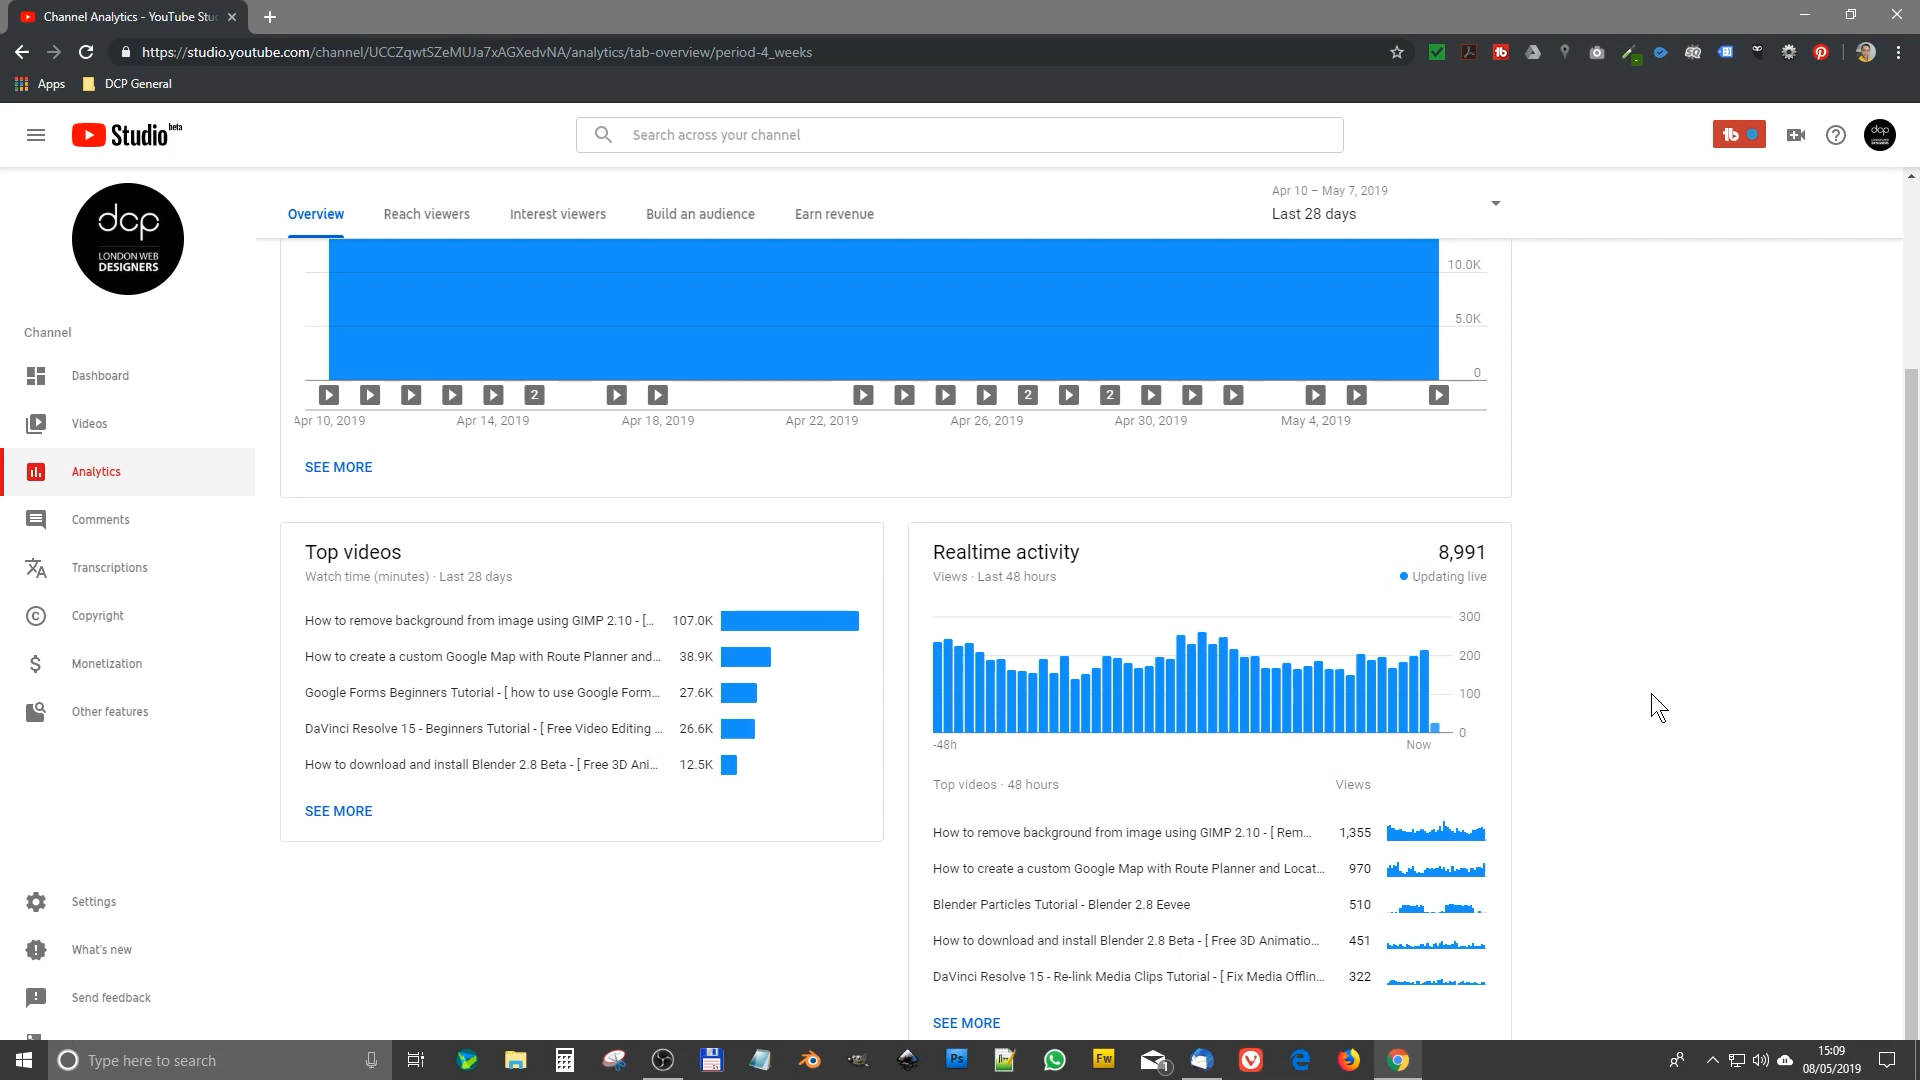 Channel Analytics - YouTube Stu
https://studio.youtube.com/channel/UCCZqwtSZeMUJa7xAGXedvNA/analytics/tab-overview/period-4_weeks
Apps
DCP General
Studio beta
Search across your channel
dcp
LONDON WEB
DESIGNERS
Overview
Reach viewers
Interest viewers
Build an audience
Earn revenue
Apr 10 – May 7, 2019
Last 28 days
Channel
Dashboard
Videos
Analytics
Comments
Transcriptions
Copyright
Monetization
Other features
Settings
What's new
Send feedback
10.0K
5.0K
0
2
2
2
Apr 10, 2019
Apr 14, 2019
Apr 18, 2019
Apr 22, 2019
Apr 26, 2019
Apr 30, 2019
May 4, 2019
SEE MORE
Top videos
Watch time (minutes) · Last 28 days
How to remove background from image using GIMP 2.10 - [... 107.0K
How to create a custom Google Map with Route Planner and... 38.9K
Google Forms Beginners Tutorial - [ how to use Google Form... 27.6K
DaVinci Resolve 15 - Beginners Tutorial - [ Free Video Editing ... 26.6K
How to download and install Blender 2.8 Beta - [ Free 3D Ani... 12.5K
SEE MORE
Realtime activity
8,991
Views · Last 48 hours
Updating live
300
200
100
0
-48h
Now
Top videos · 48 hours
Views
How to remove background from image using GIMP 2.10 - [ Rem... 1,355
How to create a custom Google Map with Route Planner and Locat... 970
Blender Particles Tutorial - Blender 2.8 Eevee 510
How to download and install Blender 2.8 Beta - [ Free 3D Animatio... 451
DaVinci Resolve 15 - Re-link Media Clips Tutorial - [ Fix Media Offlin... 322
SEE MORE
Type here to search
Ps
Fw
1
15:09
08/05/2019